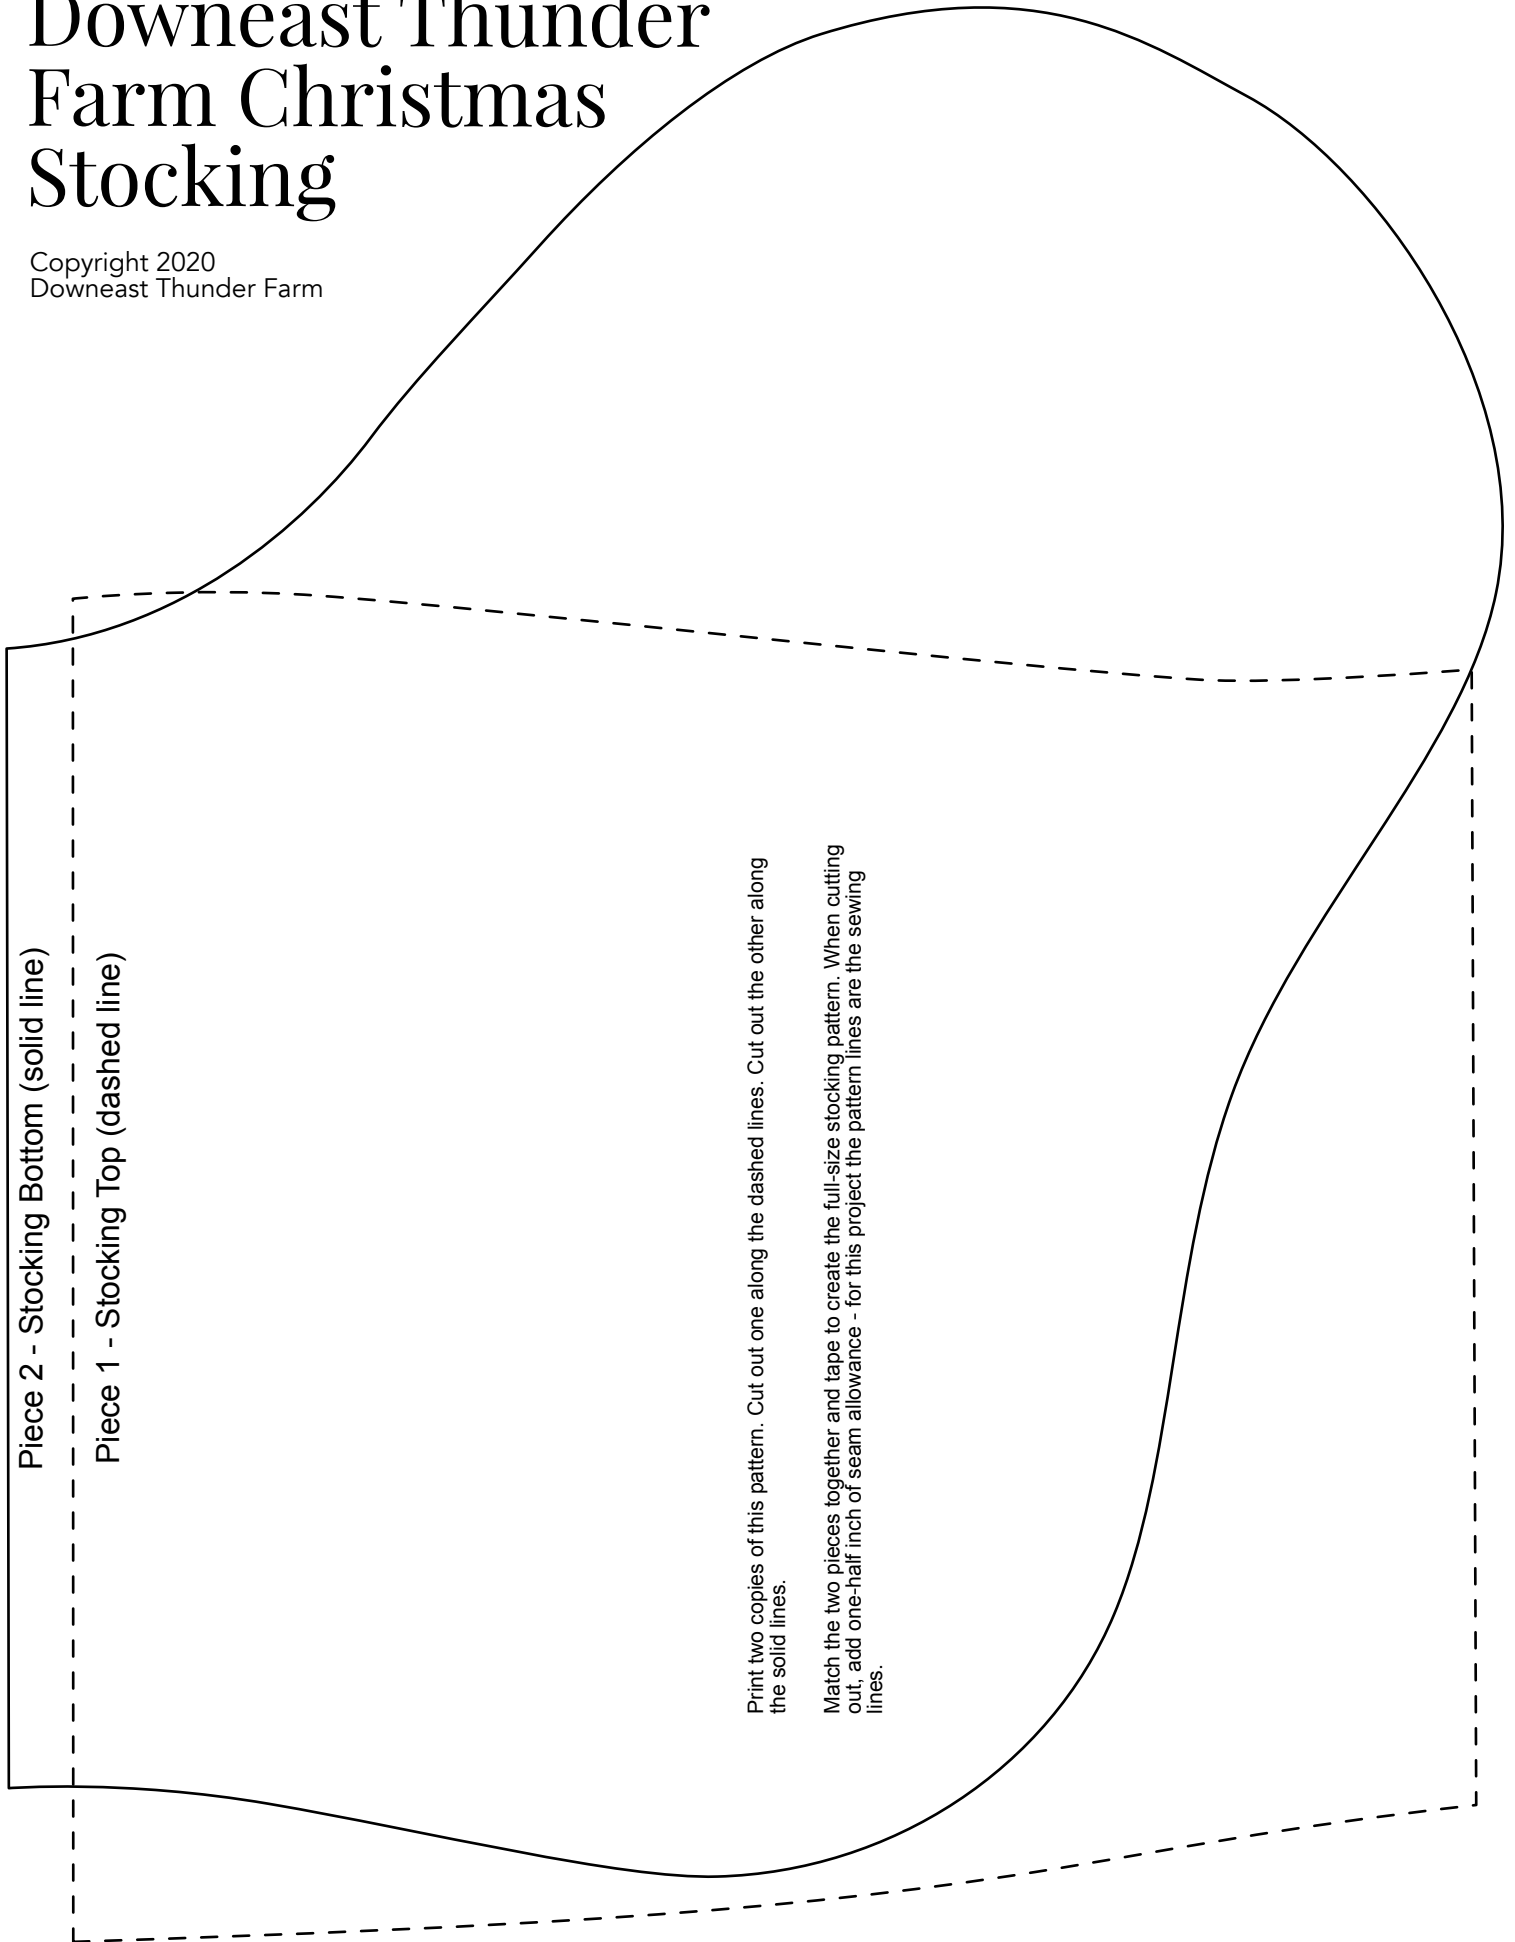 Downeast Thunder
Farm Christmas
Stocking
Copyright 2020
Downeast Thunder Farm
Piece 2 - Stocking Bottom (solid line)
Piece 1 - Stocking Top (dashed line)
Print two copies of this pattern. Cut out one along the dashed lines. Cut out the other along
the solid lines.
Match the two pieces together and tape to create the full-size stocking pattern. When cutting
out, add one-half inch of seam allowance - for this project the pattern lines are the sewing
lines.